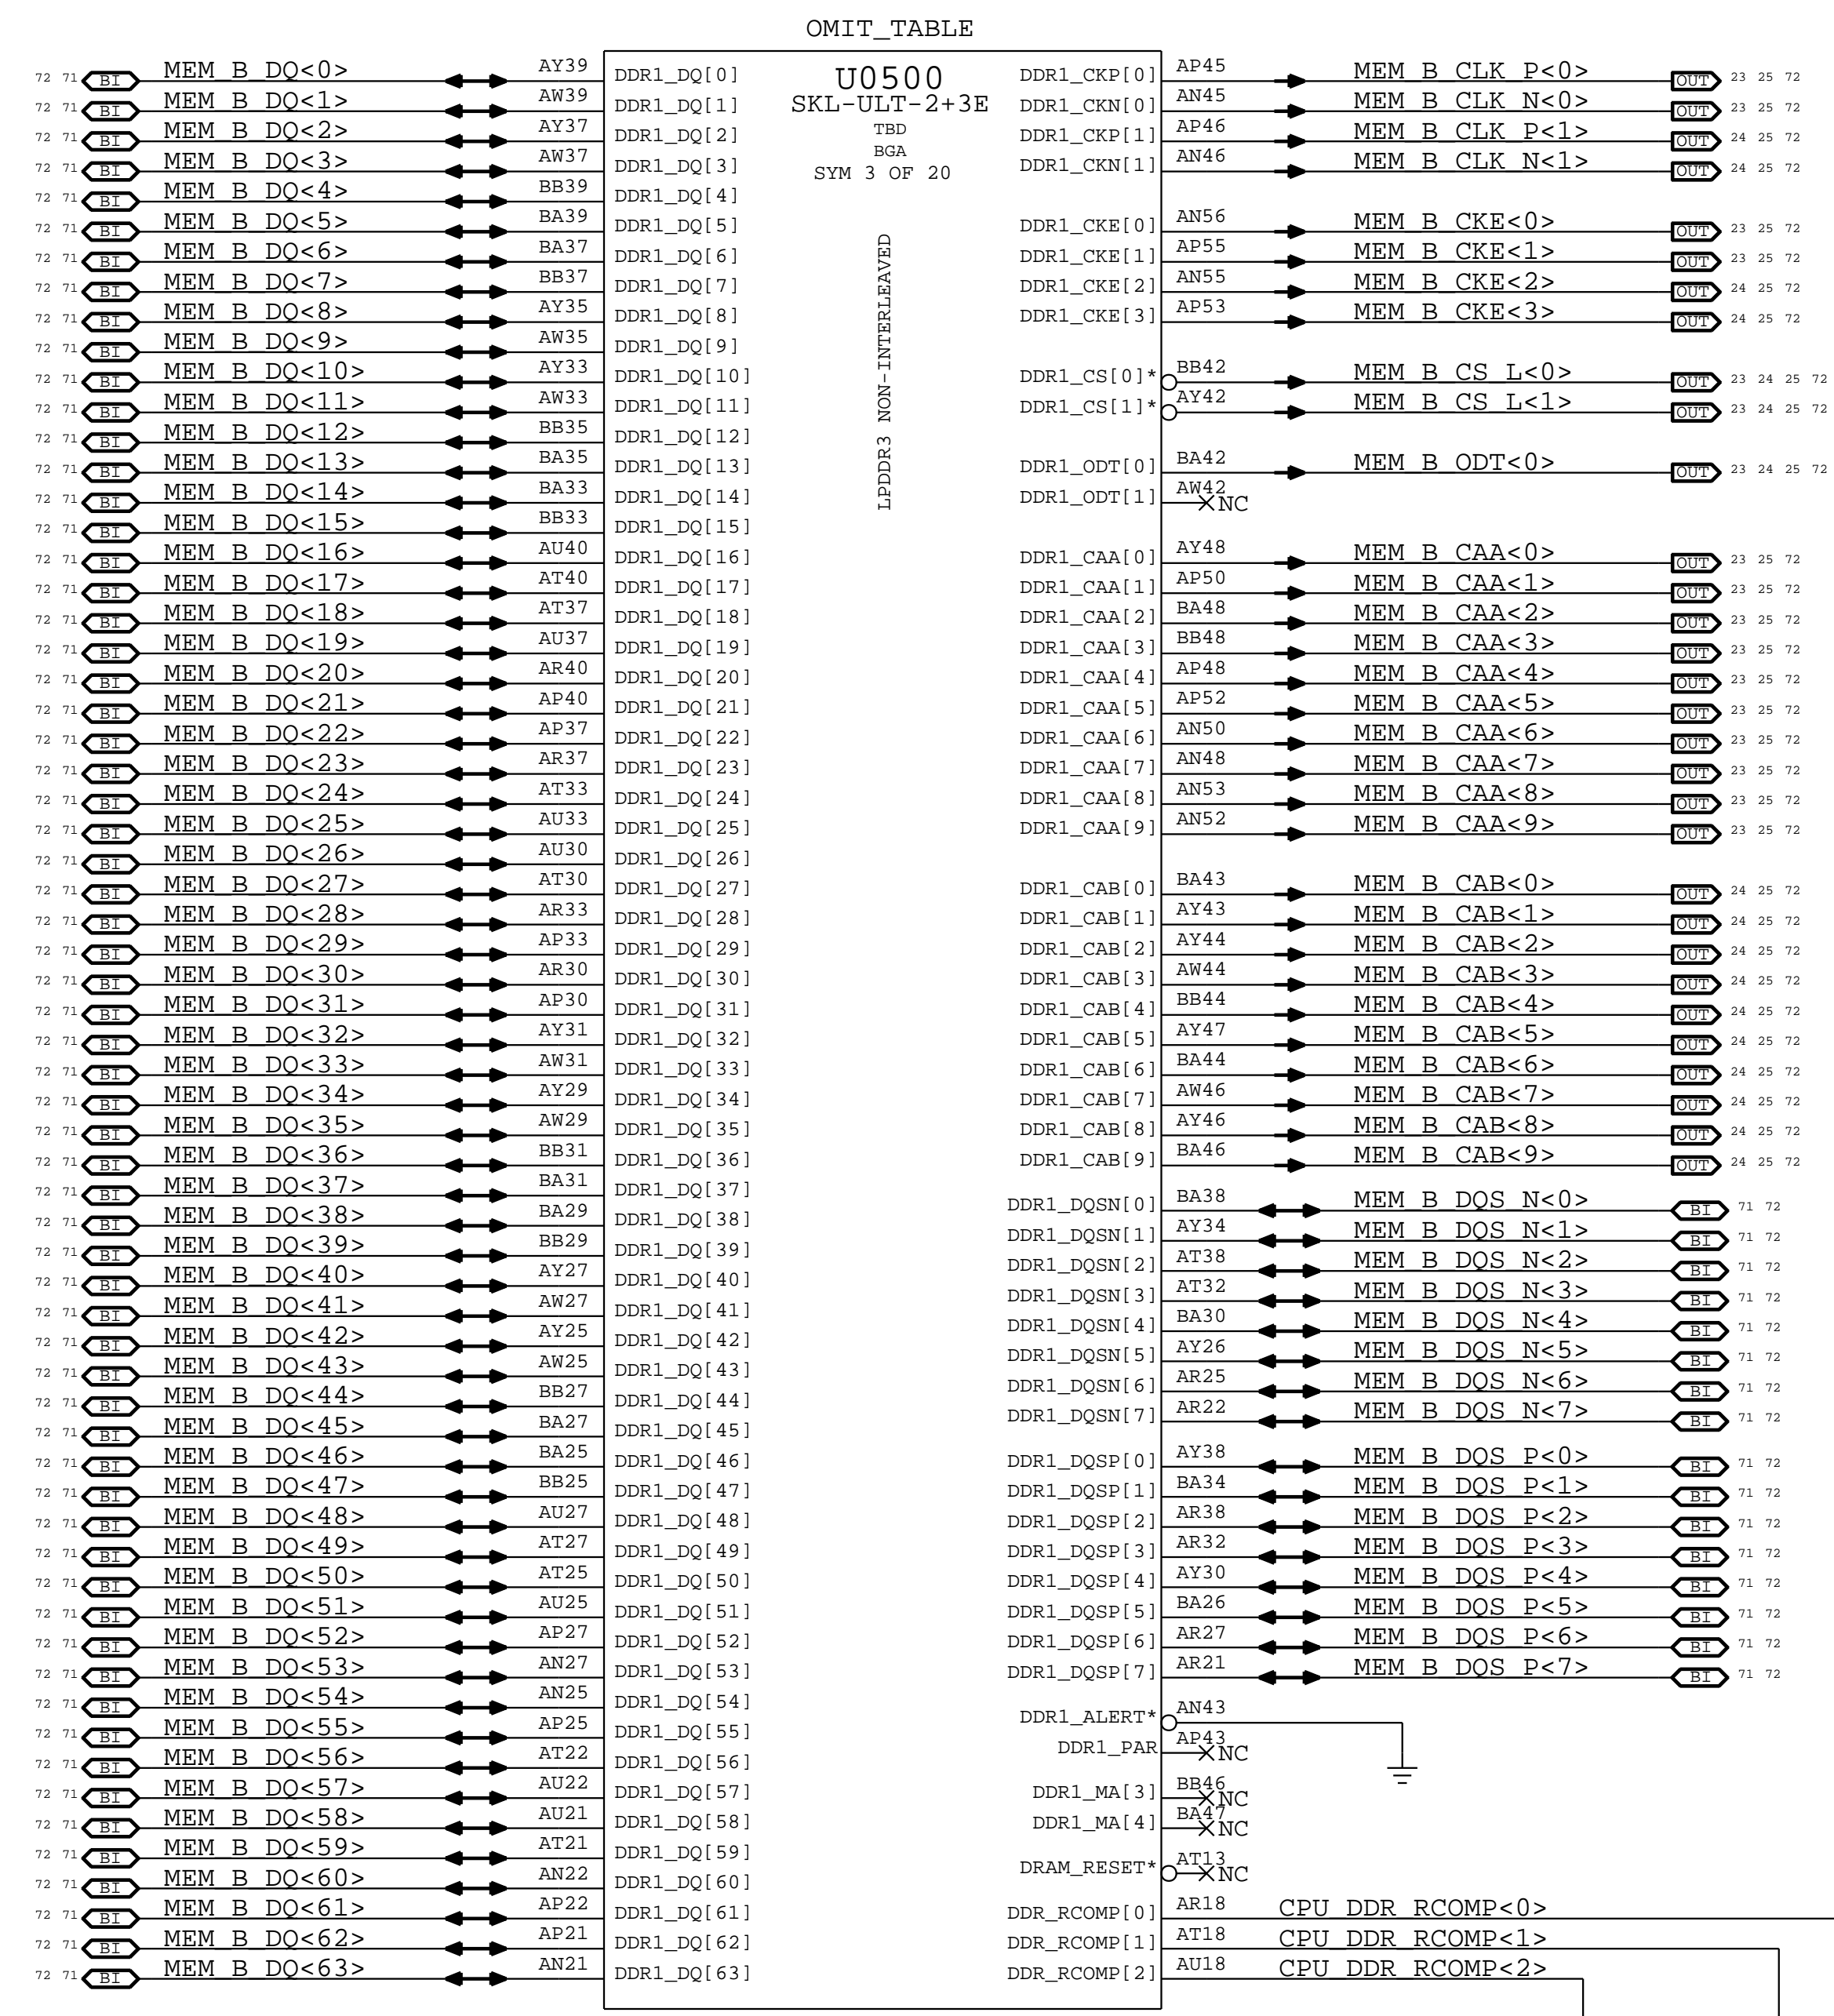 OMIT_TABLE
72 71 BI MEM_B_DQ<0> AY39 DDR1_DQ[0]
72 71 BI MEM_B_DQ<1> AW39 DDR1_DQ[1]
72 71 BI MEM_B_DQ<2> AY37 DDR1_DQ[2]
72 71 BI MEM_B_DQ<3> AW37 DDR1_DQ[3]
72 71 BI MEM_B_DQ<4> BB39 DDR1_DQ[4]
72 71 BI MEM_B_DQ<5> BA39 DDR1_DQ[5]
72 71 BI MEM_B_DQ<6> BA37 DDR1_DQ[6]
72 71 BI MEM_B_DQ<7> BB37 DDR1_DQ[7]
72 71 BI MEM_B_DQ<8> AY35 DDR1_DQ[8]
72 71 BI MEM_B_DQ<9> AW35 DDR1_DQ[9]
72 71 BI MEM_B_DQ<10> AY33 DDR1_DQ[10]
72 71 BI MEM_B_DQ<11> AW33 DDR1_DQ[11]
72 71 BI MEM_B_DQ<12> BB35 DDR1_DQ[12]
72 71 BI MEM_B_DQ<13> BA35 DDR1_DQ[13]
72 71 BI MEM_B_DQ<14> BA33 DDR1_DQ[14]
72 71 BI MEM_B_DQ<15> BB33 DDR1_DQ[15]
72 71 BI MEM_B_DQ<16> AU40 DDR1_DQ[16]
72 71 BI MEM_B_DQ<17> AT40 DDR1_DQ[17]
72 71 BI MEM_B_DQ<18> AT37 DDR1_DQ[18]
72 71 BI MEM_B_DQ<19> AU37 DDR1_DQ[19]
72 71 BI MEM_B_DQ<20> AR40 DDR1_DQ[20]
72 71 BI MEM_B_DQ<21> AP40 DDR1_DQ[21]
72 71 BI MEM_B_DQ<22> AP37 DDR1_DQ[22]
72 71 BI MEM_B_DQ<23> AR37 DDR1_DQ[23]
72 71 BI MEM_B_DQ<24> AT33 DDR1_DQ[24]
72 71 BI MEM_B_DQ<25> AU33 DDR1_DQ[25]
72 71 BI MEM_B_DQ<26> AU30 DDR1_DQ[26]
72 71 BI MEM_B_DQ<27> AT30 DDR1_DQ[27]
72 71 BI MEM_B_DQ<28> AR33 DDR1_DQ[28]
72 71 BI MEM_B_DQ<29> AP33 DDR1_DQ[29]
72 71 BI MEM_B_DQ<30> AR30 DDR1_DQ[30]
72 71 BI MEM_B_DQ<31> AP30 DDR1_DQ[31]
72 71 BI MEM_B_DQ<32> AY31 DDR1_DQ[32]
72 71 BI MEM_B_DQ<33> AW31 DDR1_DQ[33]
72 71 BI MEM_B_DQ<34> AY29 DDR1_DQ[34]
72 71 BI MEM_B_DQ<35> AW29 DDR1_DQ[35]
72 71 BI MEM_B_DQ<36> BB31 DDR1_DQ[36]
72 71 BI MEM_B_DQ<37> BA31 DDR1_DQ[37]
72 71 BI MEM_B_DQ<38> BA29 DDR1_DQ[38]
72 71 BI MEM_B_DQ<39> BB29 DDR1_DQ[39]
72 71 BI MEM_B_DQ<40> AY27 DDR1_DQ[40]
72 71 BI MEM_B_DQ<41> AW27 DDR1_DQ[41]
72 71 BI MEM_B_DQ<42> AY25 DDR1_DQ[42]
72 71 BI MEM_B_DQ<43> AW25 DDR1_DQ[43]
72 71 BI MEM_B_DQ<44> BB27 DDR1_DQ[44]
72 71 BI MEM_B_DQ<45> BA27 DDR1_DQ[45]
72 71 BI MEM_B_DQ<46> BA25 DDR1_DQ[46]
72 71 BI MEM_B_DQ<47> BB25 DDR1_DQ[47]
72 71 BI MEM_B_DQ<48> AU27 DDR1_DQ[48]
72 71 BI MEM_B_DQ<49> AT27 DDR1_DQ[49]
72 71 BI MEM_B_DQ<50> AT25 DDR1_DQ[50]
72 71 BI MEM_B_DQ<51> AU25 DDR1_DQ[51]
72 71 BI MEM_B_DQ<52> AP27 DDR1_DQ[52]
72 71 BI MEM_B_DQ<53> AN27 DDR1_DQ[53]
72 71 BI MEM_B_DQ<54> AN25 DDR1_DQ[54]
72 71 BI MEM_B_DQ<55> AP25 DDR1_DQ[55]
72 71 BI MEM_B_DQ<56> AT22 DDR1_DQ[56]
72 71 BI MEM_B_DQ<57> AU22 DDR1_DQ[57]
72 71 BI MEM_B_DQ<58> AU21 DDR1_DQ[58]
72 71 BI MEM_B_DQ<59> AT21 DDR1_DQ[59]
72 71 BI MEM_B_DQ<60> AN22 DDR1_DQ[60]
72 71 BI MEM_B_DQ<61> AP22 DDR1_DQ[61]
72 71 BI MEM_B_DQ<62> AP21 DDR1_DQ[62]
72 71 BI MEM_B_DQ<63> AN21 DDR1_DQ[63]
U0500
SKL-ULT-2+3E
TBD
BGA
SYM 3 OF 20
LPDDR3 NON-INTERLEAVED
DDR1_CKP[0] AP45 MEM_B_CLK_P<0> OUT 23 25 72
DDR1_CKN[0] AN45 MEM_B_CLK_N<0> OUT 23 25 72
DDR1_CKP[1] AP46 MEM_B_CLK_P<1> OUT 24 25 72
DDR1_CKN[1] AN46 MEM_B_CLK_N<1> OUT 24 25 72
DDR1_CKE[0] AN56 MEM_B_CKE<0> OUT 23 25 72
DDR1_CKE[1] AP55 MEM_B_CKE<1> OUT 23 25 72
DDR1_CKE[2] AN55 MEM_B_CKE<2> OUT 24 25 72
DDR1_CKE[3] AP53 MEM_B_CKE<3> OUT 24 25 72
DDR1_CS[0]* BB42 MEM_B_CS_L<0> OUT 23 24 25 72
DDR1_CS[1]* AY42 MEM_B_CS_L<1> OUT 23 24 25 72
DDR1_ODT[0] BA42 MEM_B_ODT<0> OUT 23 24 25 72
DDR1_ODT[1] AW42 NC
DDR1_CAA[0] AY48 MEM_B_CAA<0> OUT 23 25 72
DDR1_CAA[1] AP50 MEM_B_CAA<1> OUT 23 25 72
DDR1_CAA[2] BA48 MEM_B_CAA<2> OUT 23 25 72
DDR1_CAA[3] BB48 MEM_B_CAA<3> OUT 23 25 72
DDR1_CAA[4] AP48 MEM_B_CAA<4> OUT 23 25 72
DDR1_CAA[5] AP52 MEM_B_CAA<5> OUT 23 25 72
DDR1_CAA[6] AN50 MEM_B_CAA<6> OUT 23 25 72
DDR1_CAA[7] AN48 MEM_B_CAA<7> OUT 23 25 72
DDR1_CAA[8] AN53 MEM_B_CAA<8> OUT 23 25 72
DDR1_CAA[9] AN52 MEM_B_CAA<9> OUT 23 25 72
DDR1_CAB[0] BA43 MEM_B_CAB<0> OUT 24 25 72
DDR1_CAB[1] AY43 MEM_B_CAB<1> OUT 24 25 72
DDR1_CAB[2] AY44 MEM_B_CAB<2> OUT 24 25 72
DDR1_CAB[3] AW44 MEM_B_CAB<3> OUT 24 25 72
DDR1_CAB[4] BB44 MEM_B_CAB<4> OUT 24 25 72
DDR1_CAB[5] AY47 MEM_B_CAB<5> OUT 24 25 72
DDR1_CAB[6] BA44 MEM_B_CAB<6> OUT 24 25 72
DDR1_CAB[7] AW46 MEM_B_CAB<7> OUT 24 25 72
DDR1_CAB[8] AY46 MEM_B_CAB<8> OUT 24 25 72
DDR1_CAB[9] BA46 MEM_B_CAB<9> OUT 24 25 72
DDR1_DQSN[0] BA38 MEM_B_DQS_N<0> BI 71 72
DDR1_DQSN[1] AY34 MEM_B_DQS_N<1> BI 71 72
DDR1_DQSN[2] AT38 MEM_B_DQS_N<2> BI 71 72
DDR1_DQSN[3] AT32 MEM_B_DQS_N<3> BI 71 72
DDR1_DQSN[4] BA30 MEM_B_DQS_N<4> BI 71 72
DDR1_DQSN[5] AY26 MEM_B_DQS_N<5> BI 71 72
DDR1_DQSN[6] AR25 MEM_B_DQS_N<6> BI 71 72
DDR1_DQSN[7] AR22 MEM_B_DQS_N<7> BI 71 72
DDR1_DQSP[0] AY38 MEM_B_DQS_P<0> BI 71 72
DDR1_DQSP[1] BA34 MEM_B_DQS_P<1> BI 71 72
DDR1_DQSP[2] AR38 MEM_B_DQS_P<2> BI 71 72
DDR1_DQSP[3] AR32 MEM_B_DQS_P<3> BI 71 72
DDR1_DQSP[4] AY30 MEM_B_DQS_P<4> BI 71 72
DDR1_DQSP[5] BA26 MEM_B_DQS_P<5> BI 71 72
DDR1_DQSP[6] AR27 MEM_B_DQS_P<6> BI 71 72
DDR1_DQSP[7] AR21 MEM_B_DQS_P<7> BI 71 72
DDR1_ALERT* AN43
DDR1_PAR AP43 NC
DDR1_MA[3] BB46 NC
DDR1_MA[4] BA47 NC
DRAM_RESET* AT13 NC
DDR_RCOMP[0] AR18 CPU_DDR_RCOMP<0>
DDR_RCOMP[1] AT18 CPU_DDR_RCOMP<1>
DDR_RCOMP[2] AU18 CPU_DDR_RCOMP<2>